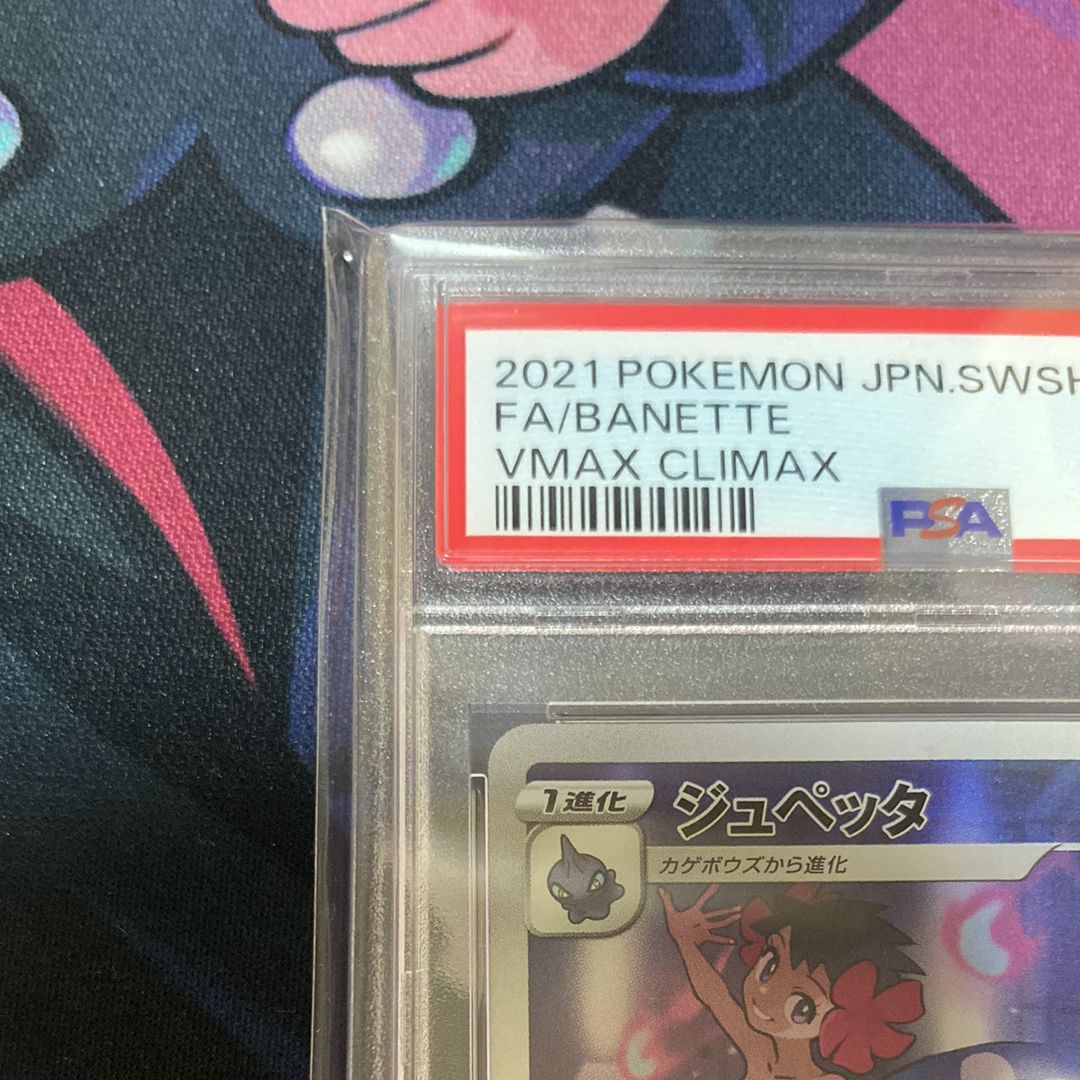 2021 POKEMON JPN.SWSH
FA/BANETTE
VMAX CLIMAX
PSA
1進化
ジュペッタ
カゲボウズから進化